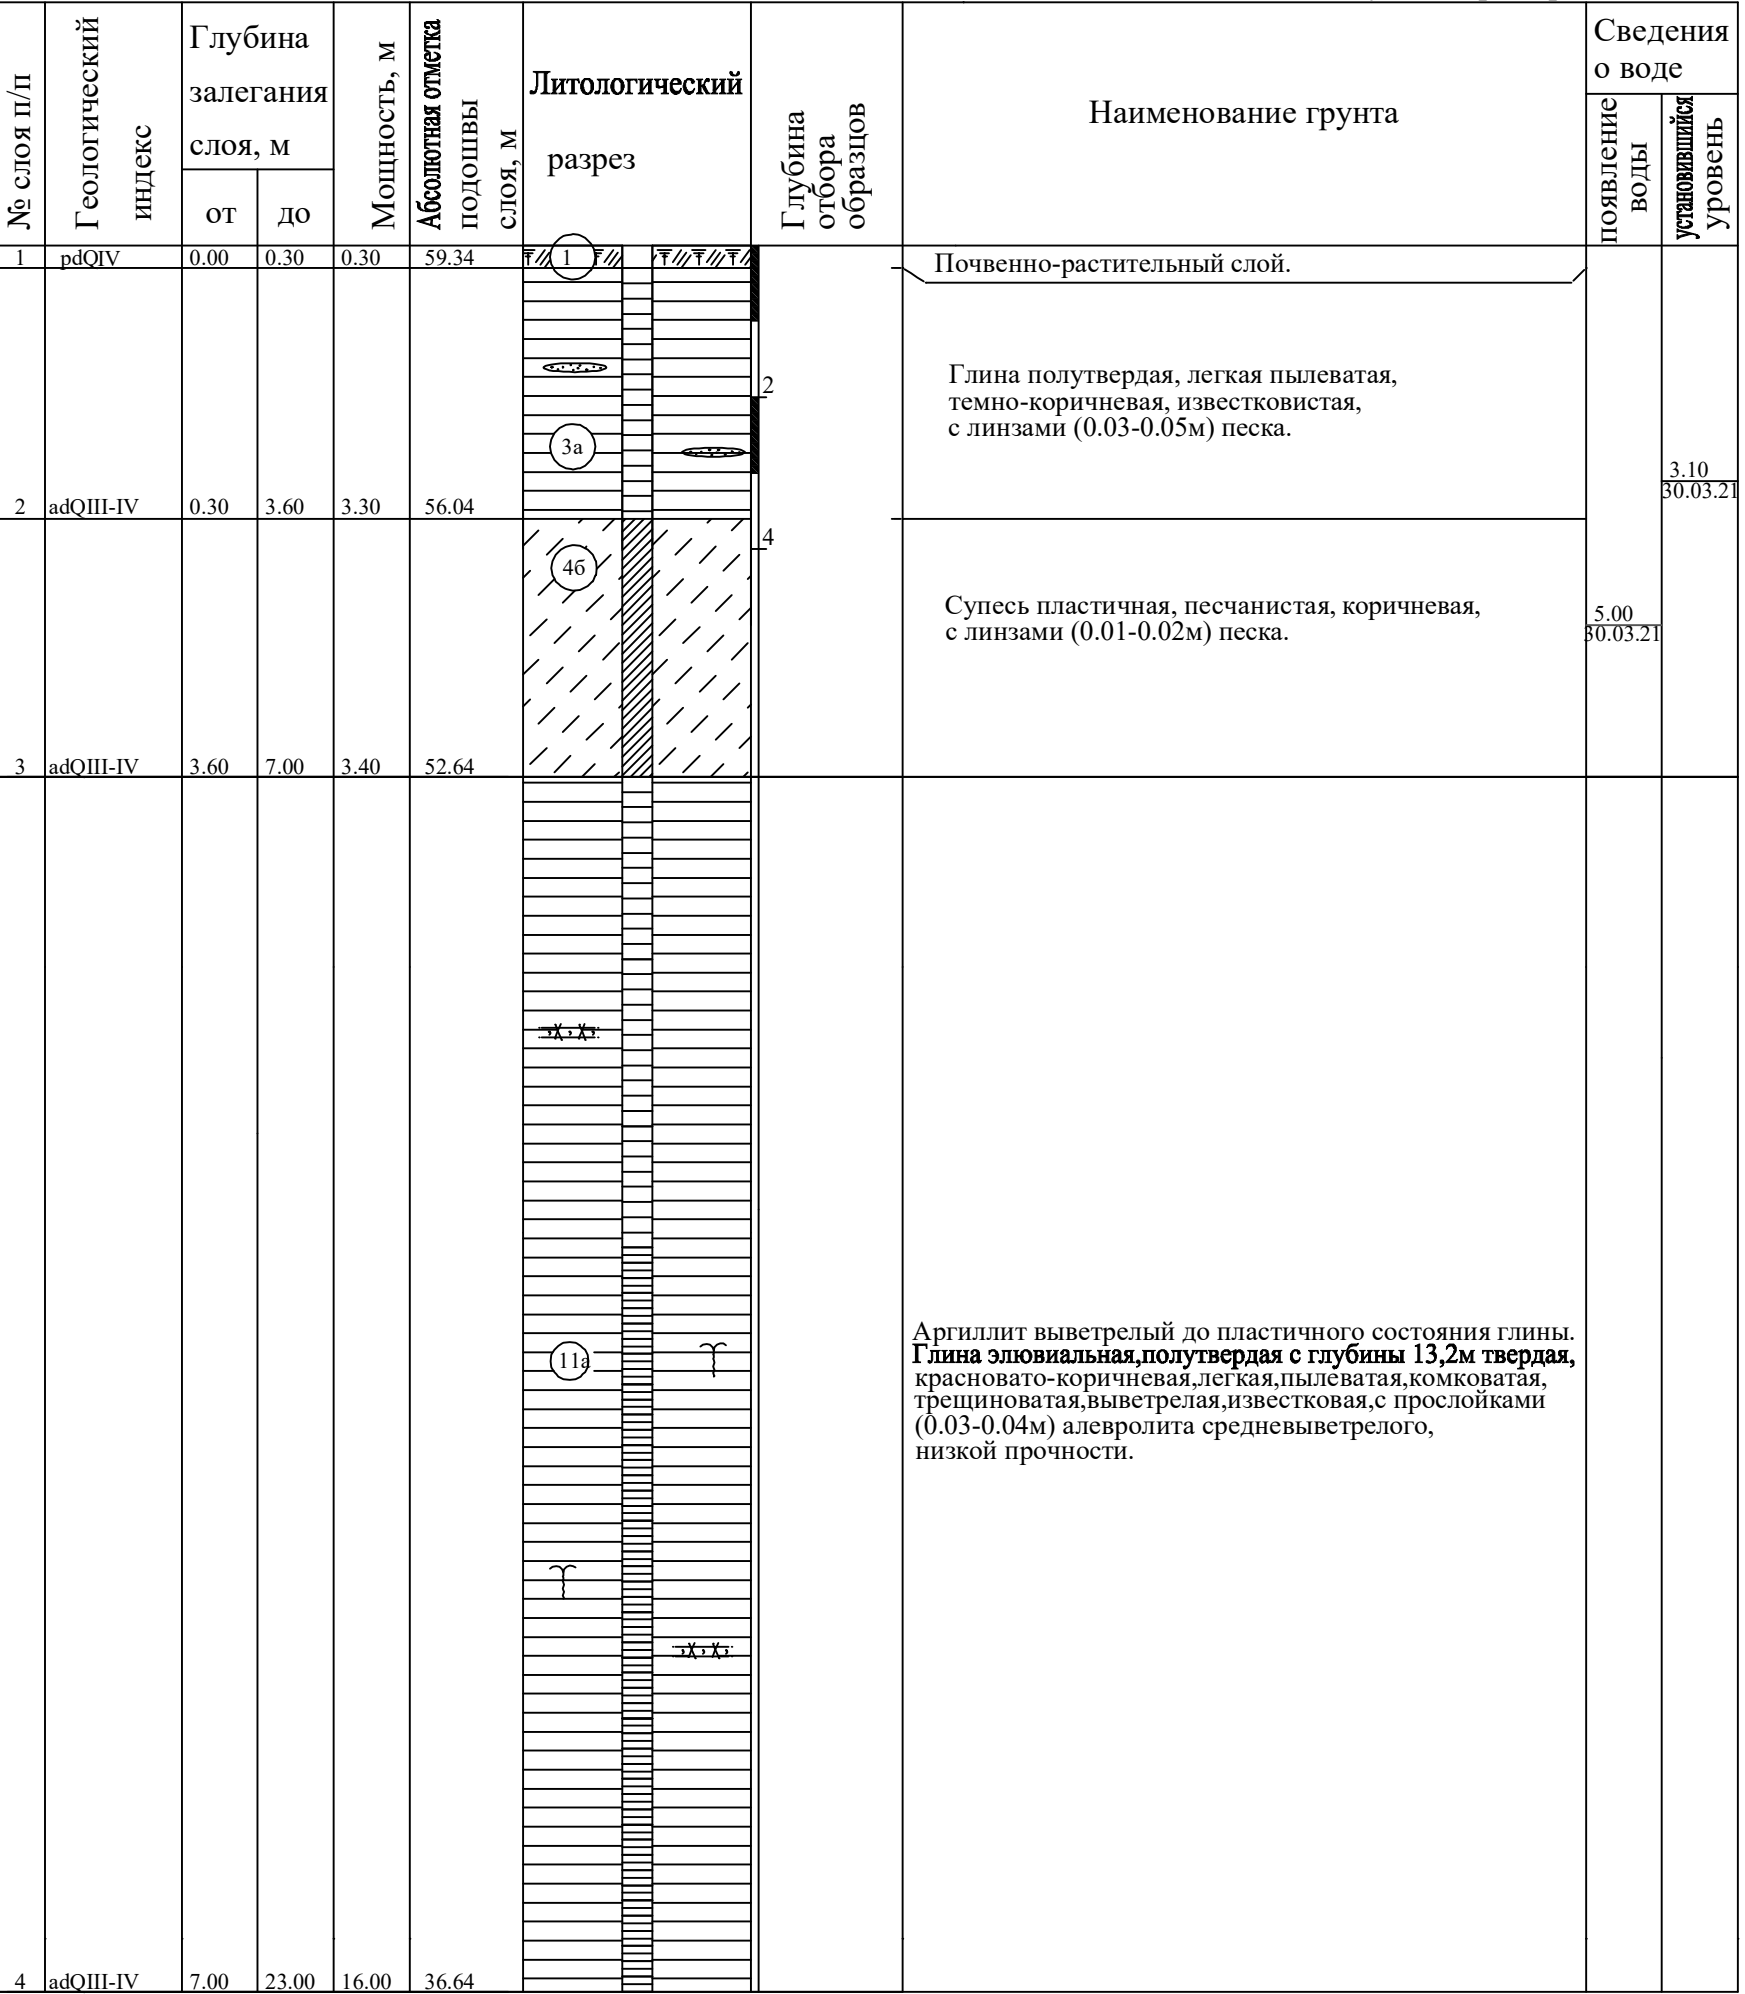 № слоя п/п
Геологический
индекс
Глубина
залегания
слоя, м
от
до
Мощность, м
Абсолютная отметка
подошвы
слоя, м
Литологический
разрез
Глубина
отбора
образцов
Наименование грунта
Сведения
о воде
появление
воды
установившийся
уровень
1 pdQIV 0.00 0.30 0.30 59.34 1 Почвенно-растительный слой.
2
Глина полутвердая, легкая пылеватая,
темно-коричневая, известковистая,
с линзами (0.03-0.05м) песка.
3а
3.10
30.03.21
2 adQIII-IV 0.30 3.60 3.30 56.04
4
4б
Супесь пластичная, песчанистая, коричневая,
с линзами (0.01-0.02м) песка.
5.00
30.03.21
3 adQIII-IV 3.60 7.00 3.40 52.64
11а
Аргиллит выветрелый до пластичного состояния глины.
Глина элювиальная,полутвердая с глубины 13,2м твердая,
красновато-коричневая,легкая,пылеватая,комковатая,
трещиноватая,выветрелая,известковая,с прослойками
(0.03-0.04м) алевролита средневыветрелого,
низкой прочности.
4 adQIII-IV 7.00 23.00 16.00 36.64